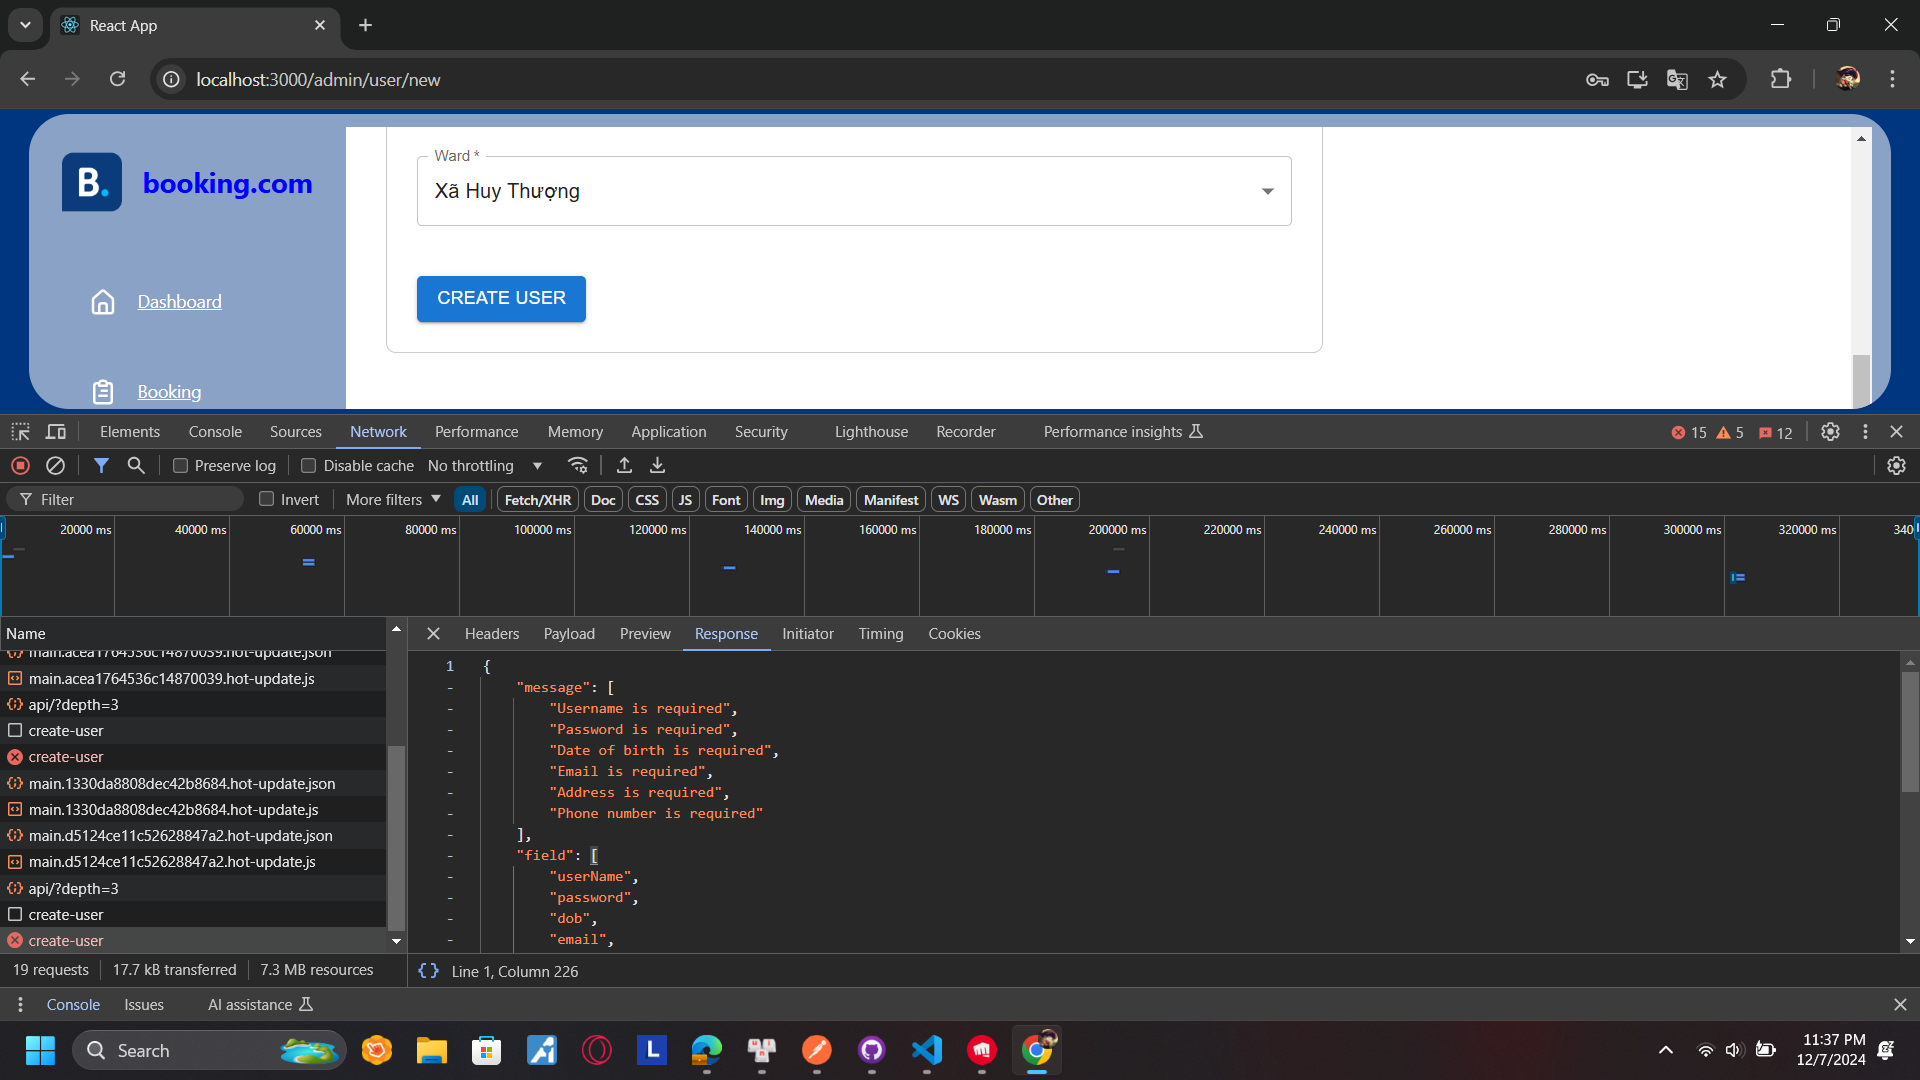 React App
localhost:3000/admin/user/new
B.
booking.com
Dashboard
Booking
Ward *
Xã Huy Thượng
CREATE USER
Elements Console Sources Network Performance Memory Application Security Lighthouse Recorder Performance insights 15 5 12
Preserve log Disable cache No throttling
Filter Invert More filters All Fetch/XHR Doc CSS JS Font Img Media Manifest WS Wasm Other
20000 ms 40000 ms 60000 ms 80000 ms 100000 ms 120000 ms 140000 ms 160000 ms 180000 ms 200000 ms 220000 ms 240000 ms 260000 ms 280000 ms 300000 ms 320000 ms 340
Name
main.acea1764536c14870039.hot-update.json
main.acea1764536c14870039.hot-update.js
api/?depth=3
create-user
create-user
main.1330da8808dec42b8684.hot-update.json
main.1330da8808dec42b8684.hot-update.js
main.d5124ce11c52628847a2.hot-update.json
main.d5124ce11c52628847a2.hot-update.js
api/?depth=3
create-user
create-user
19 requests 17.7 kB transferred 7.3 MB resources
Headers Payload Preview Response Initiator Timing Cookies
1 {
- "message": [
- "Username is required",
- "Password is required",
- "Date of birth is required",
- "Email is required",
- "Address is required",
- "Phone number is required"
- ],
- "field": [
- "userName",
- "password",
- "dob",
- "email",
{} Line 1, Column 226
Console Issues AI assistance
Search
L
11:37 PM
12/7/2024